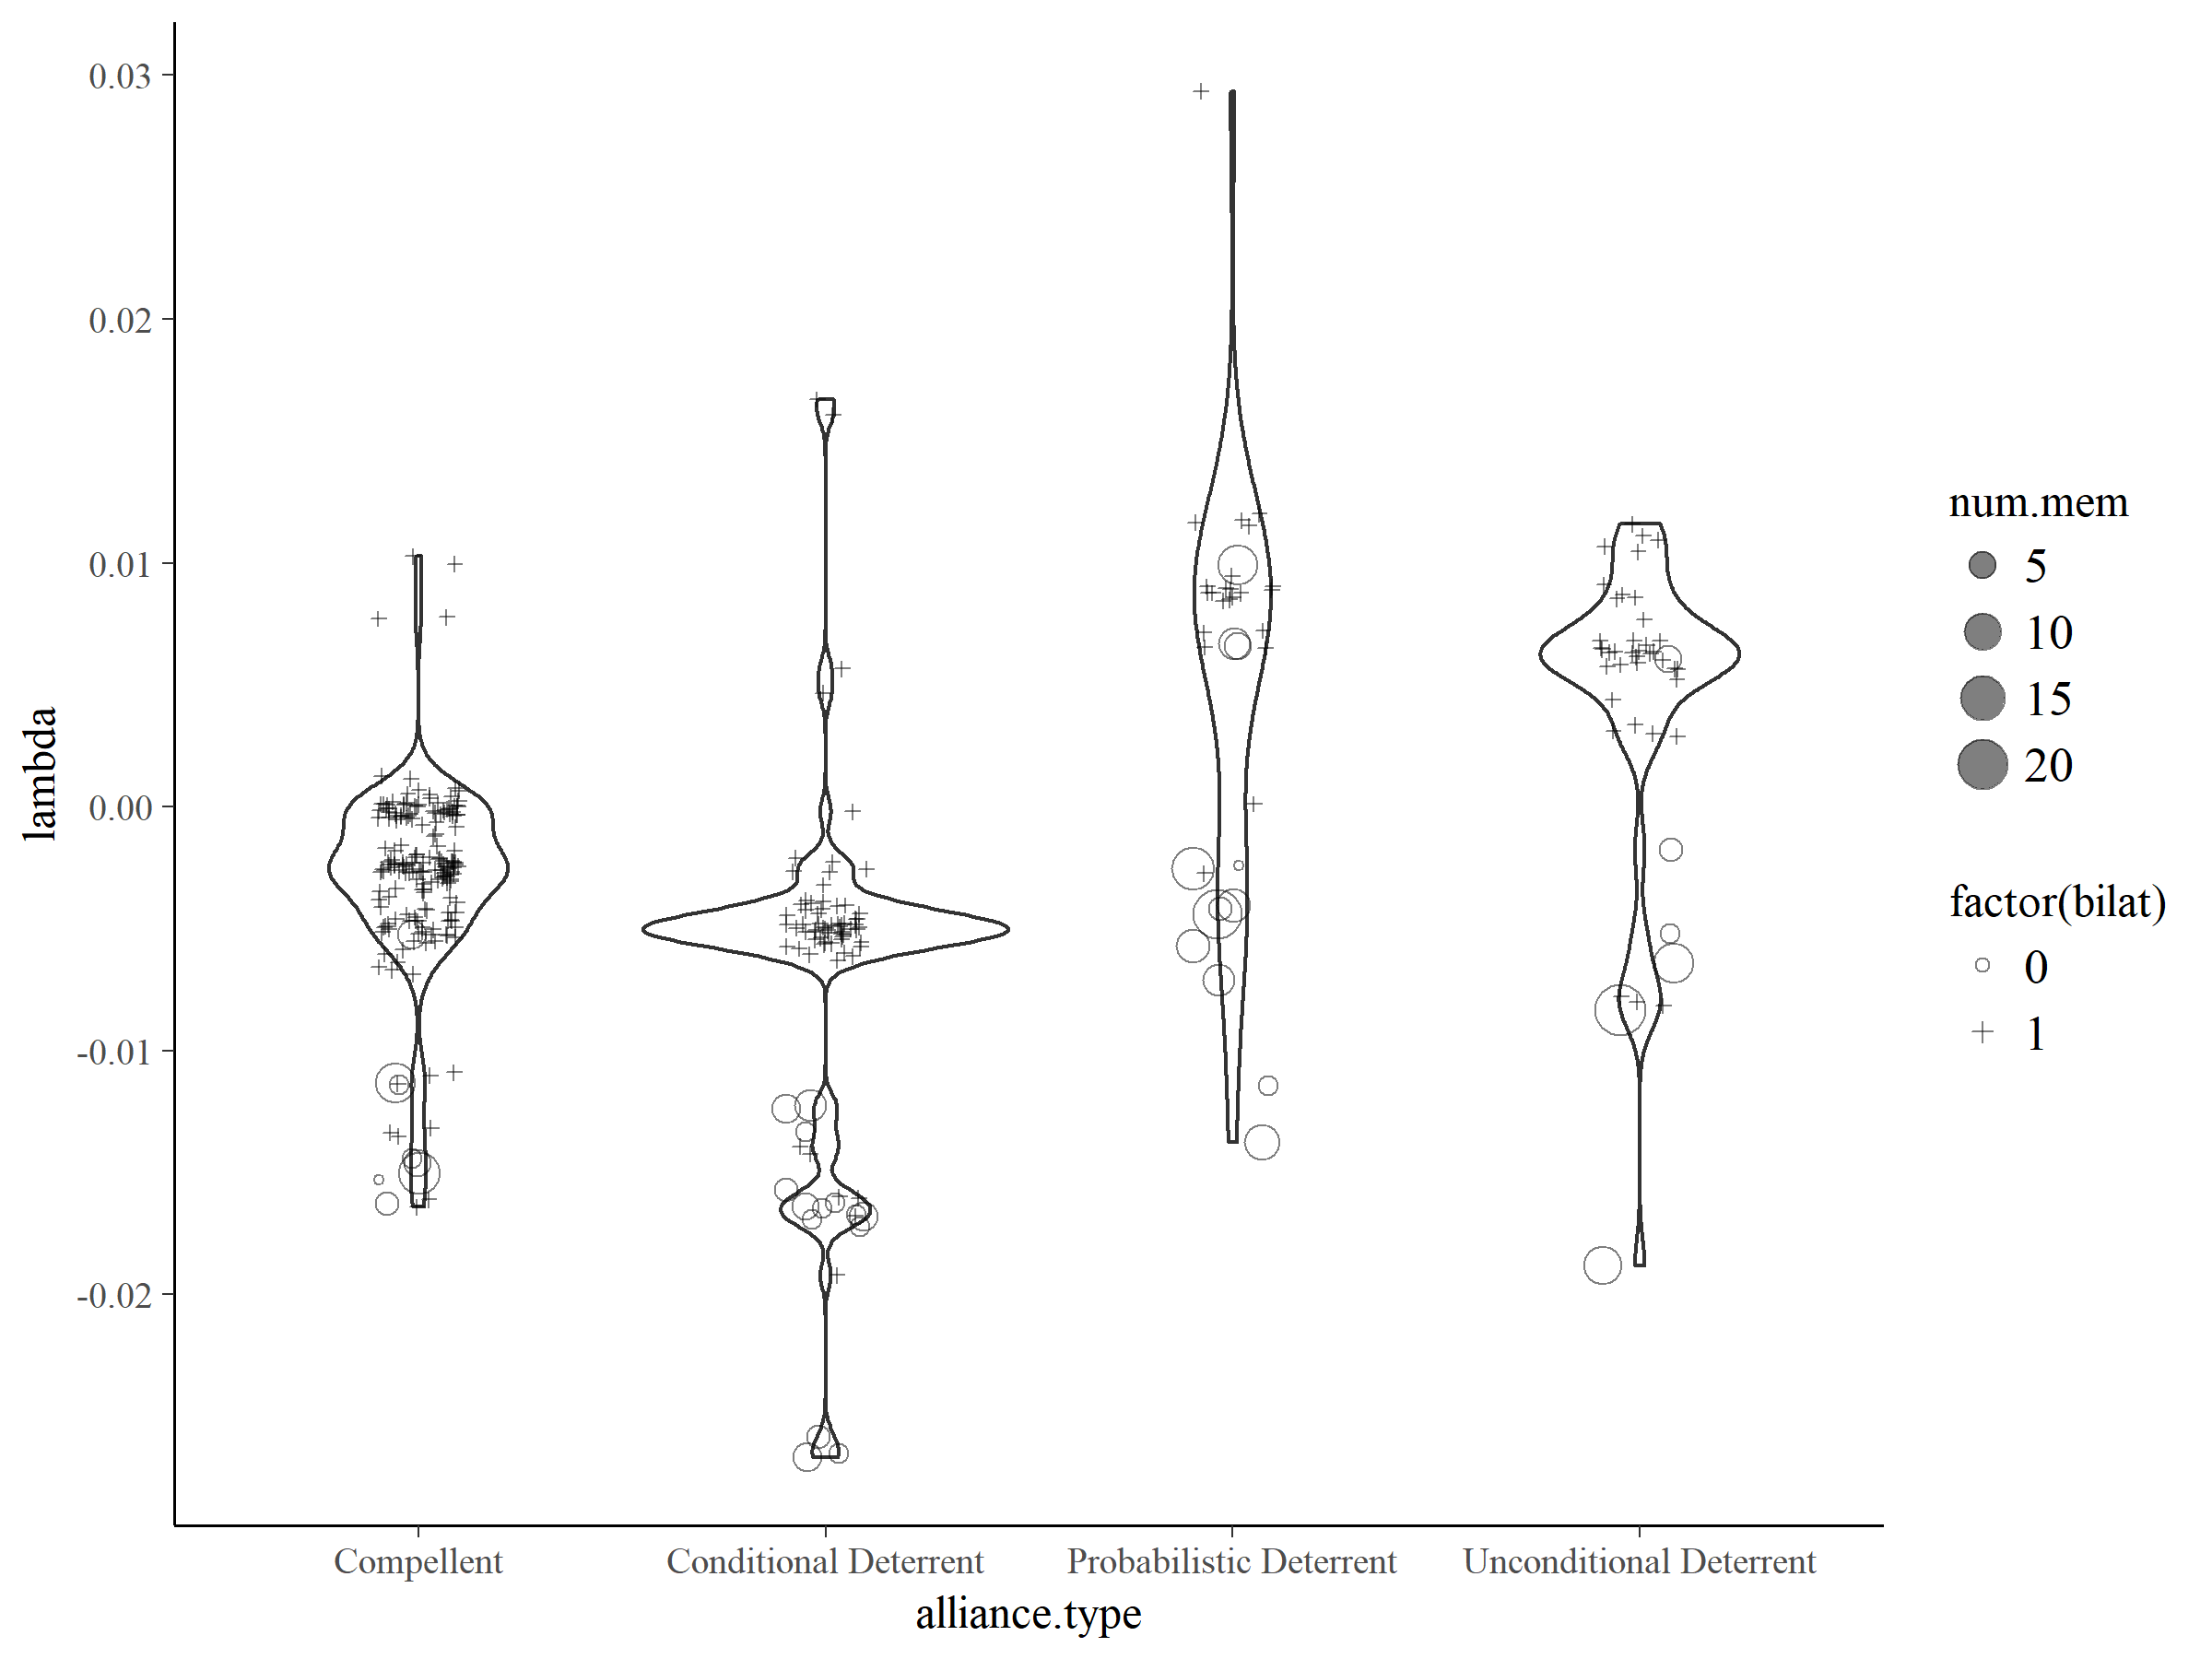 lambda
0.03
0.02
0.01
0.00
-0.01
-0.02
Compellent
Conditional Deterrent
Probabilistic Deterrent
Unconditional Deterrent
alliance.type
num.mem
5
10
15
20
factor(bilat)
0
1